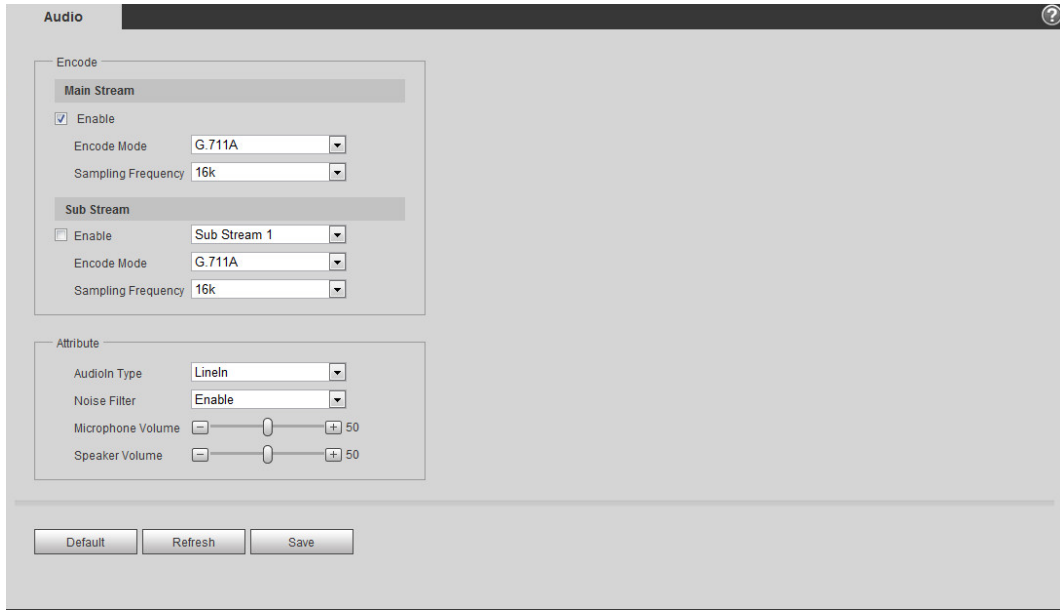 Audio
?
Encode
Main Stream
Enable
Encode Mode G.711A
Sampling Frequency 16k
Sub Stream
Enable Sub Stream 1
Encode Mode G.711A
Sampling Frequency 16k
Attribute
AudioIn Type LineIn
Noise Filter Enable
Microphone Volume 50
Speaker Volume 50
Default Refresh Save